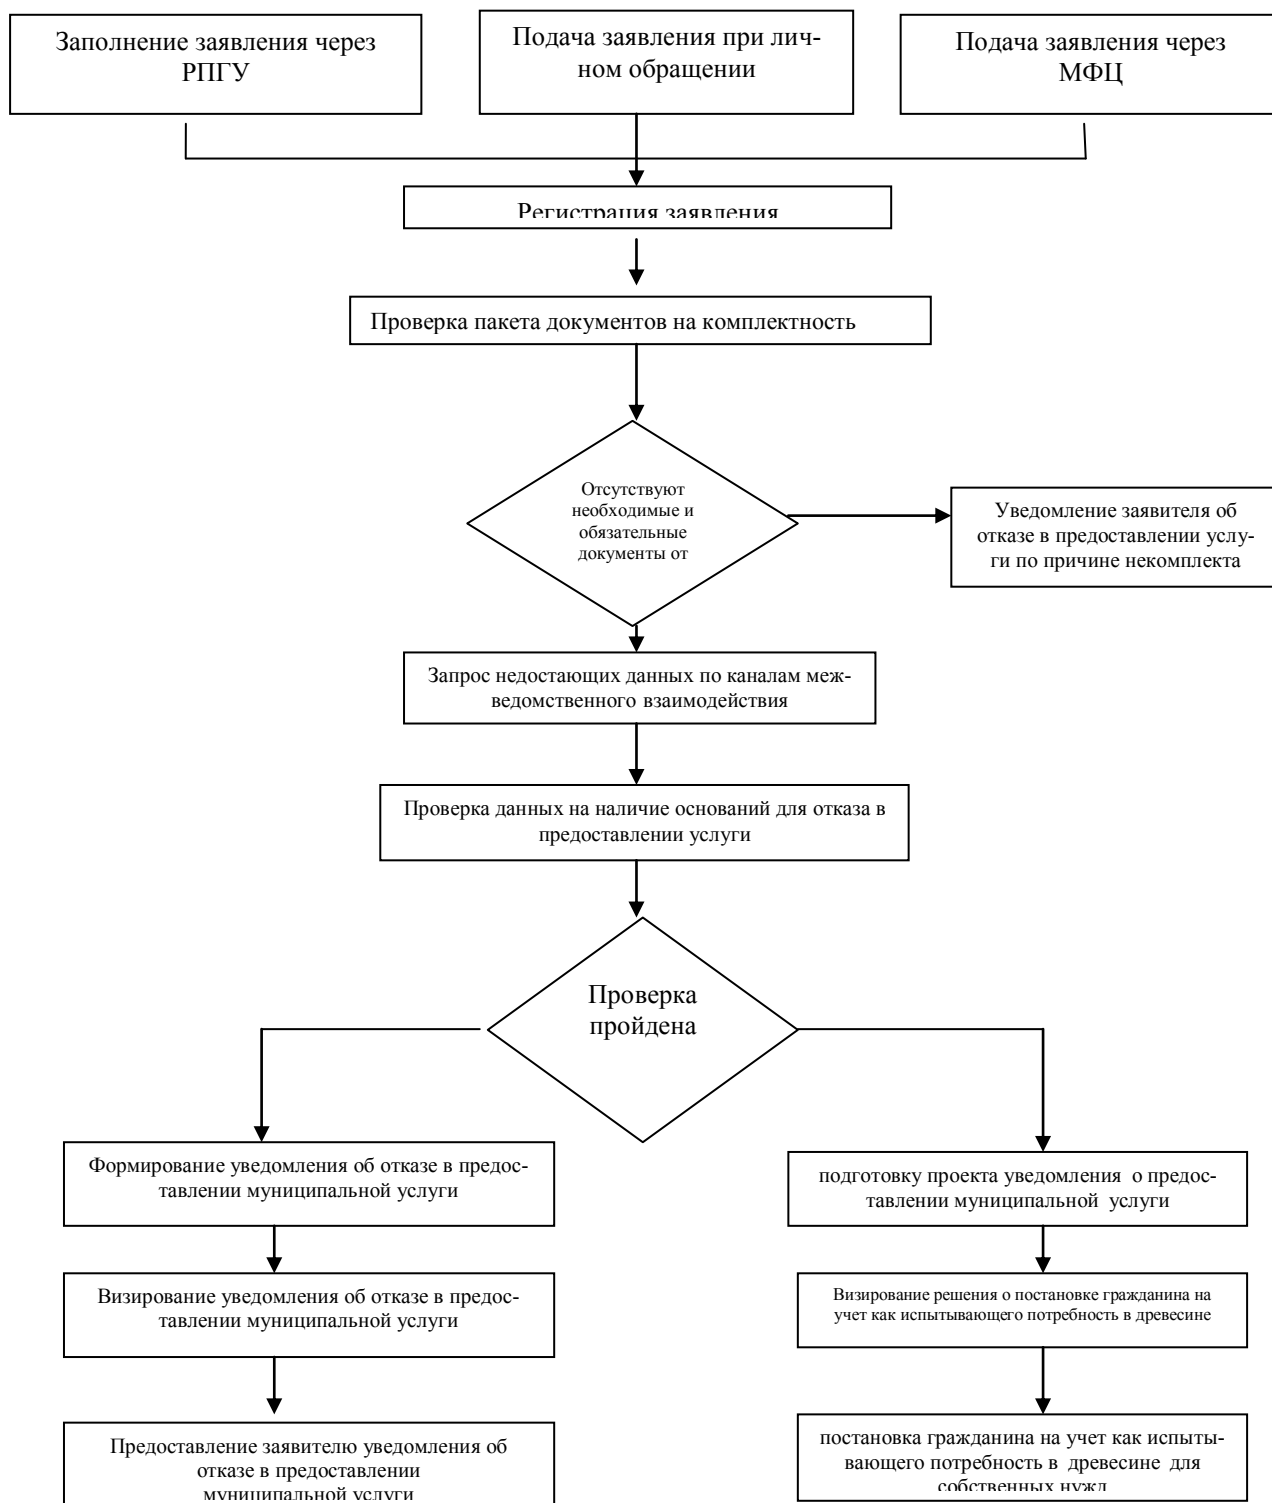 Заполнение заявления через
РПГУ
Подача заявления при лич-
ном обращении
Подача заявления через
МФЦ
Регистрация заявления
Проверка пакета документов на комплектность
Отсутствуют
необходимые и
обязательные
документы от
Уведомление заявителя об
отказе в предоставлении услу-
ги по причине некомплекта
Запрос недостающих данных по каналам меж-
ведомственного взаимодействия
Проверка данных на наличие оснований для отказа в
предоставлении услуги
Проверка
пройдена
Формирование уведомления об отказе в предос-
тавлении муниципальной услуги
подготовку проекта уведомления о предос-
тавлении муниципальной услуги
Визирование уведомления об отказе в предос-
тавлении муниципальной услуги
Визирование решения о постановке гражданина на
учет как испытывающего потребность в древесине
Предоставление заявителю уведомления об
отказе в предоставлении
муниципальной услуги
постановка гражданина на учет как испыты-
вающего потребность в древесине для
собственных нужд